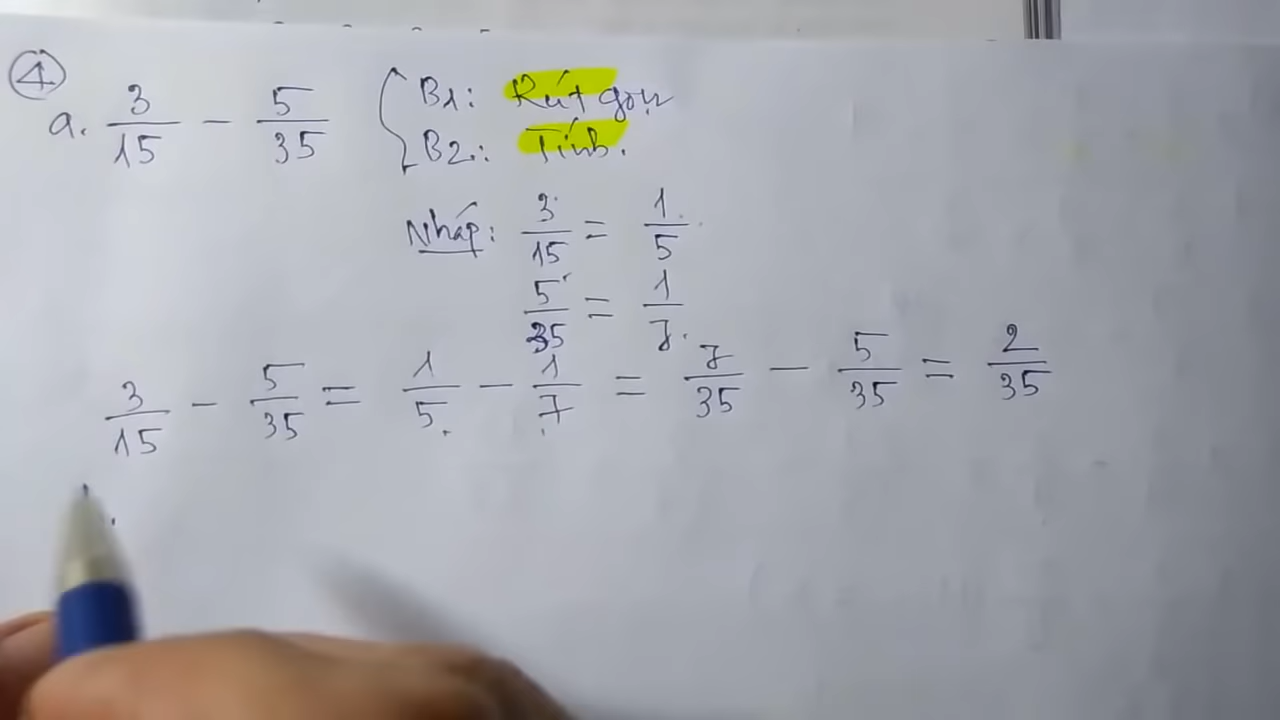 ④
a. 3/15 - 5/35 { B1: Rút gọn
B2: Tính.
Nháp: 3/15 = 1/5
5/35 = 1/7
3/15 - 5/35 = 1/5 - 1/7 = 7/35 - 5/35 = 2/35